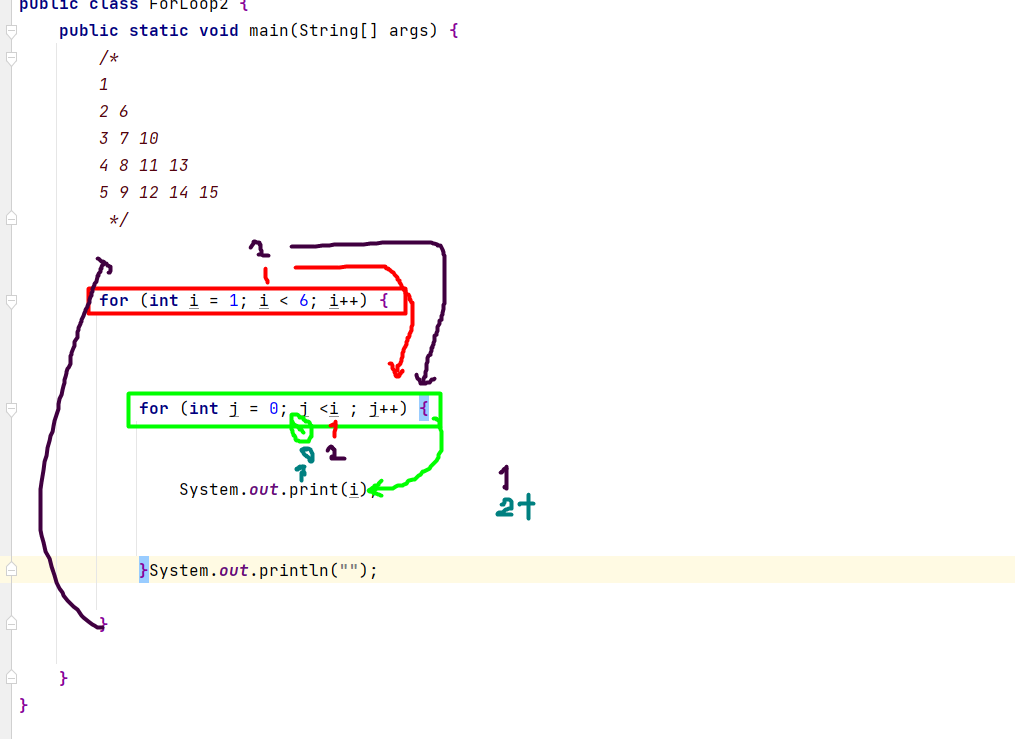 public class ForLoop2 {
public static void main(String[] args) {
/*
1
2 6
3 7 10
4 8 11 13
5 9 12 14 15
*/
2
1
for (int i = 1; i < 6; i++) {
for (int j = 0; j <i ; j++) {
1
0 2
1
System.out.print(i);
1
2+
}System.out.println("");
}
}
}